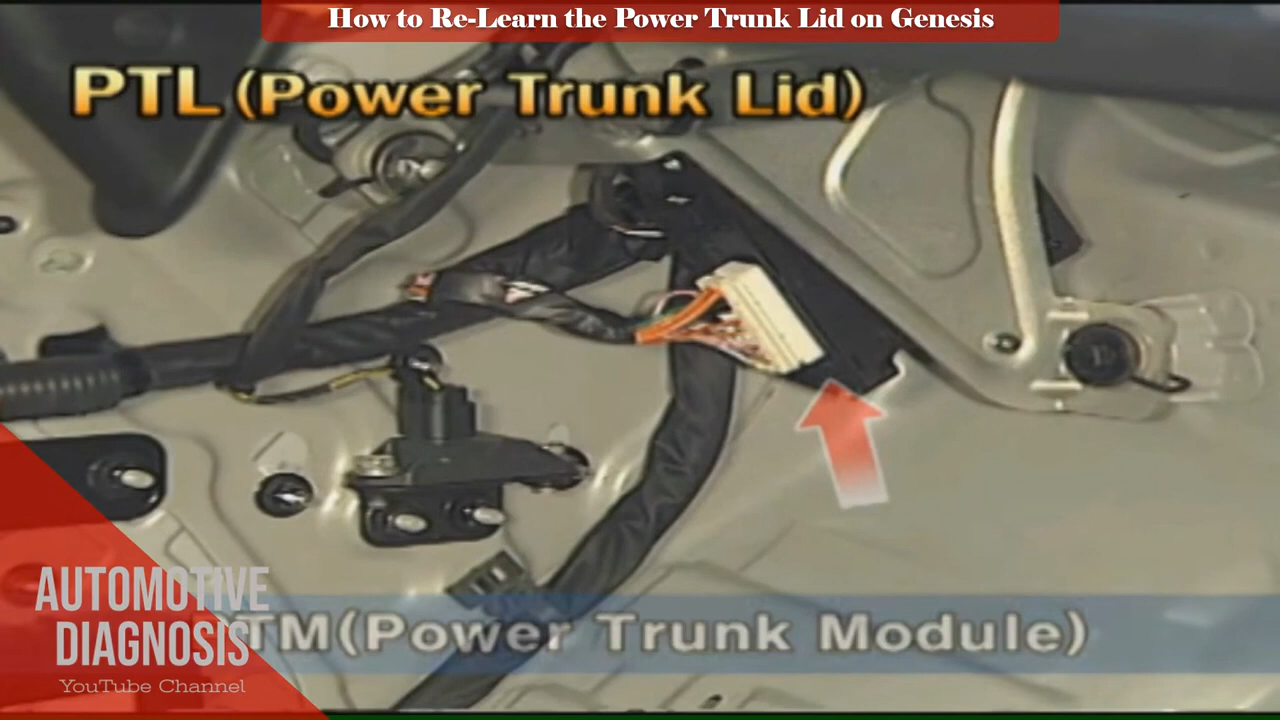 How to Re-Learn the Power Trunk Lid on Genesis
PTL (Power Trunk Lid)
TM(Power Trunk Module)
AUTOMOTIVE
DIAGNOSIS
YouTube Channel